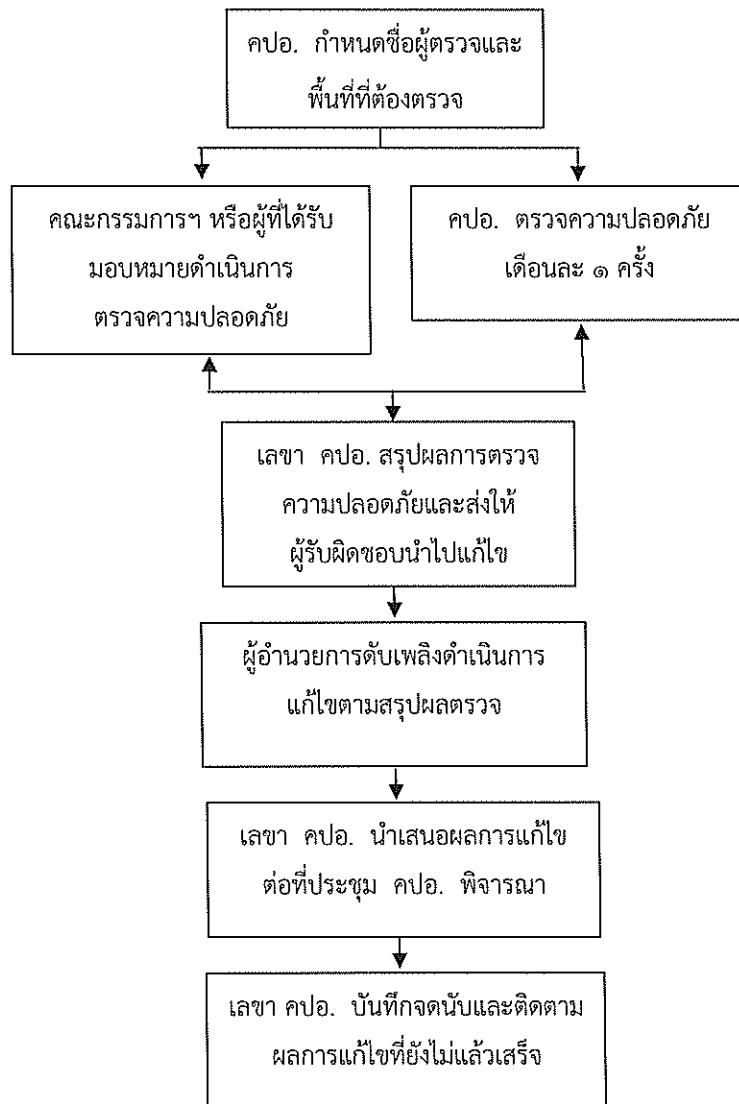 คปอ. กำหนดชื่อผู้ตรวจและ
พื้นที่ที่ต้องตรวจ
คณะกรรมการฯ หรือผู้ที่ได้รับ
มอบหมายดำเนินการ
ตรวจความปลอดภัย
คปอ. ตรวจความปลอดภัย
เดือนละ ๑ ครั้ง
เลขา คปอ. สรุปผลการตรวจ
ความปลอดภัยและส่งให้
ผู้รับผิดชอบนำไปแก้ไข
ผู้อำนวยการดับเพลิงดำเนินการ
แก้ไขตามสรุปผลตรวจ
เลขา คปอ. นำเสนอผลการแก้ไข
ต่อที่ประชุม คปอ. พิจารณา
เลขา คปอ. บันทึกจดนับและติดตาม
ผลการแก้ไขที่ยังไม่แล้วเสร็จ